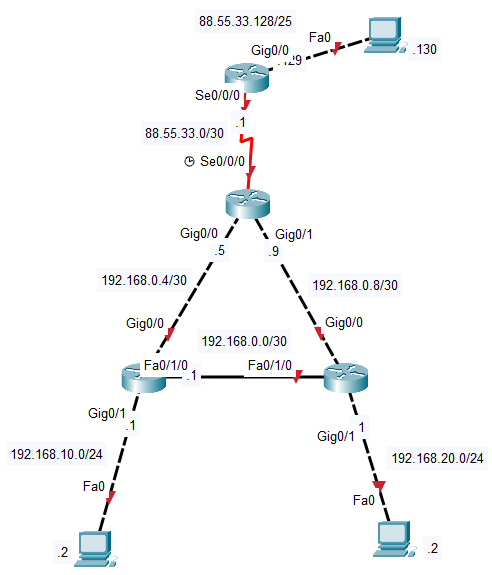 88.55.33.128/25
Fa0
Gig0/0
.129
.130
Se0/0/0
.1
88.55.33.0/30
Se0/0/0
Gig0/0
Gig0/1
.5
.9
192.168.0.4/30
192.168.0.8/30
Gig0/0
Gig0/0
192.168.0.0/30
Fa0/1/0
Fa0/1/0
.1
Gig0/1
.1
1
Gig0/1
192.168.10.0/24
192.168.20.0/24
Fa0
Fa0
.2
.2